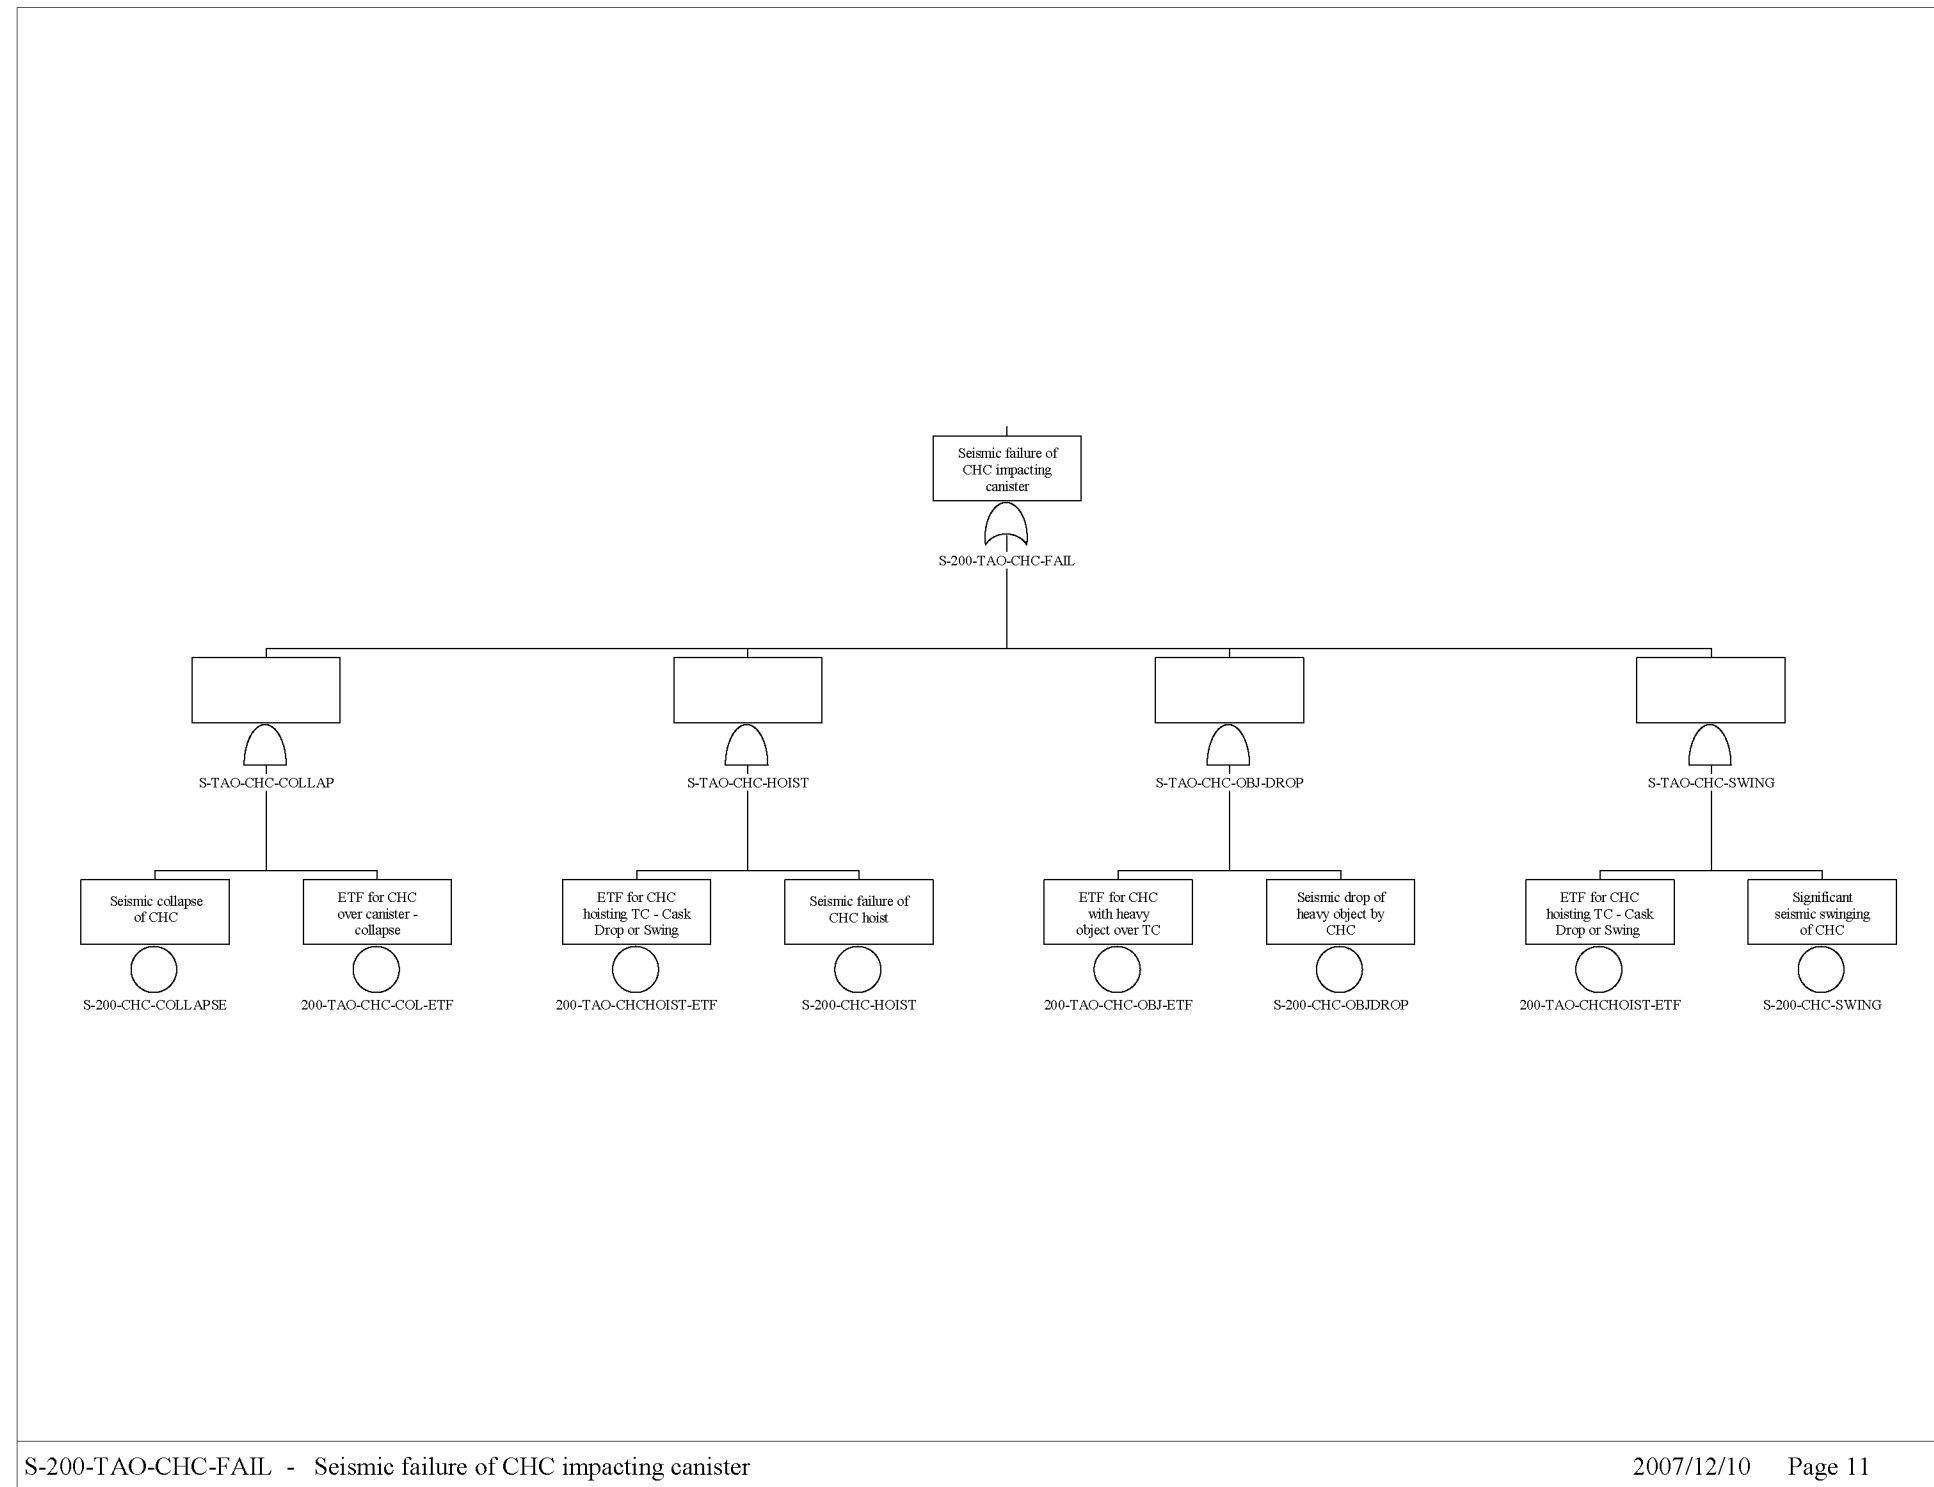 Seismic failure of
CHC impacting
canister
S-200-TAO-CHC-FAIL
S-TAO-CHC-COLLAP
S-TAO-CHC-HOIST
S-TAO-CHC-OBJ-DROP
S-TAO-CHC-SWING
Seismic collapse
of CHC
S-200-CHC-COLLAPSE
ETF for CHC
over canister -
collapse
200-TAO-CHC-COL-ETF
ETF for CHC
hoisting TC - Cask
Drop or Swing
200-TAO-CHCHOIST-ETF
Seismic failure of
CHC hoist
S-200-CHC-HOIST
ETF for CHC
with heavy
object over TC
200-TAO-CHC-OBJ-ETF
Seismic drop of
heavy object by
CHC
S-200-CHC-OBJDROP
ETF for CHC
hoisting TC - Cask
Drop or Swing
200-TAO-CHCHOIST-ETF
Significant
seismic swinging
of CHC
S-200-CHC-SWING
S-200-TAO-CHC-FAIL - Seismic failure of CHC impacting canister
2007/12/10 Page 11